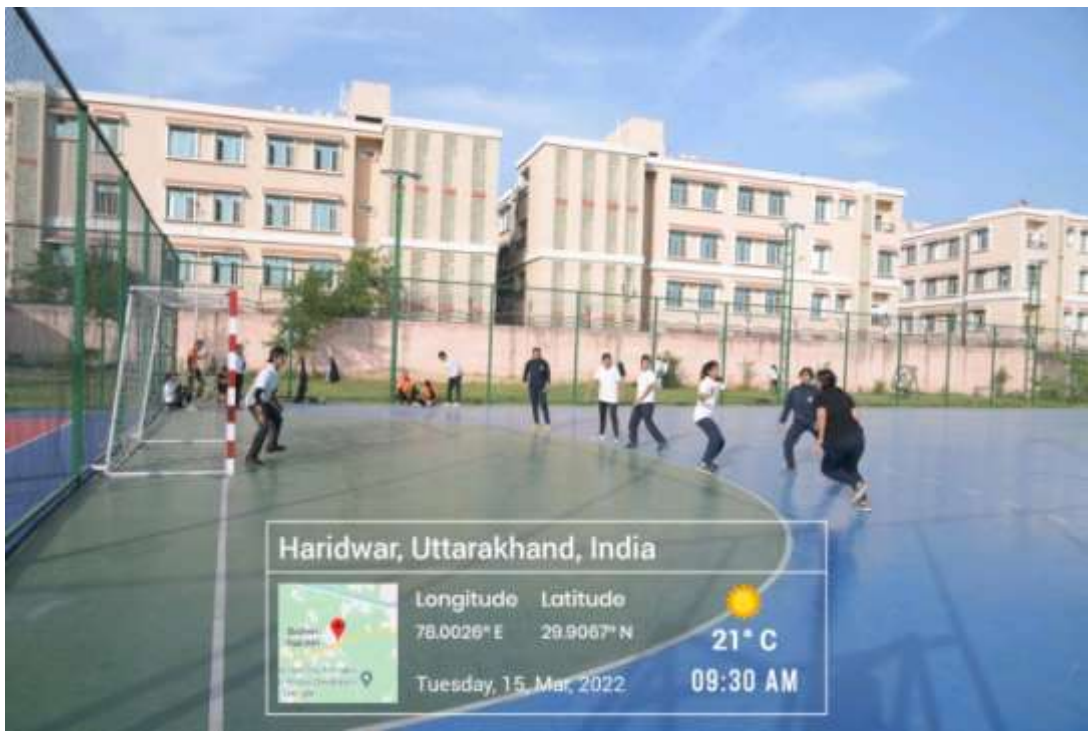 Haridwar, Uttarakhand, India
Longitude Latitude
78.0026° E 29.9067° N
21° C
Tuesday, 15, Mar, 2022
09:30 AM